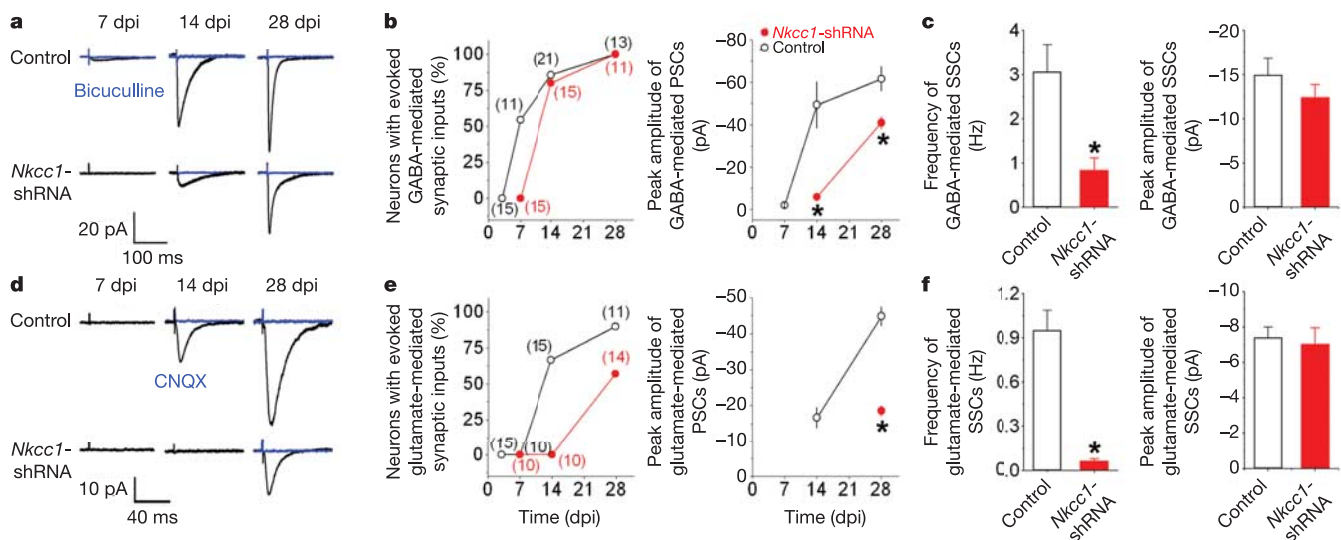 a
7 dpi 14 dpi 28 dpi
Control
Bicuculline
Nkcc1-
shRNA
20 pA
100 ms
b
Neurons with evoked
GABA-mediated
synaptic inputs (%)
100
75
50
25
0
(11)
(21)
(13)
(11)
(15)
(15)
(15)
0 7 14 21 28
Nkcc1-shRNA
Control
Peak amplitude of
GABA-mediated PSCs
(pA)
–80
–60
–40
–20
0
*
*
0 7 14 21 28
c
Frequency of
GABA-mediated SSCs
(Hz)
4
3
2
1
0
*
Control
Nkcc1-
shRNA
Peak amplitude of
GABA-mediated SSCs
(pA)
–20
–15
–10
–5
0
Control
Nkcc1-
shRNA
d
7 dpi 14 dpi 28 dpi
Control
CNQX
Nkcc1-
shRNA
10 pA
40 ms
e
Neurons with evoked
glutamate-mediated
synaptic inputs (%)
100
75
50
25
0
(15)
(11)
(14)
(15)
(10)
(10)
(10)
0 7 14 21 28
Time (dpi)
Peak amplitude of
glutamate-mediated
PSCs (pA)
–50
–40
–30
–20
–10
0
*
0 7 14 21 28
Time (dpi)
f
Frequency of
glutamate-mediated
SSCs (Hz)
1.2
0.9
0.6
0.3
0.0
*
Control
Nkcc1-
shRNA
Peak amplitude of
glutamate-mediated
SSCs (pA)
–10
–8
–6
–4
–2
0
Control
Nkcc1-
shRNA